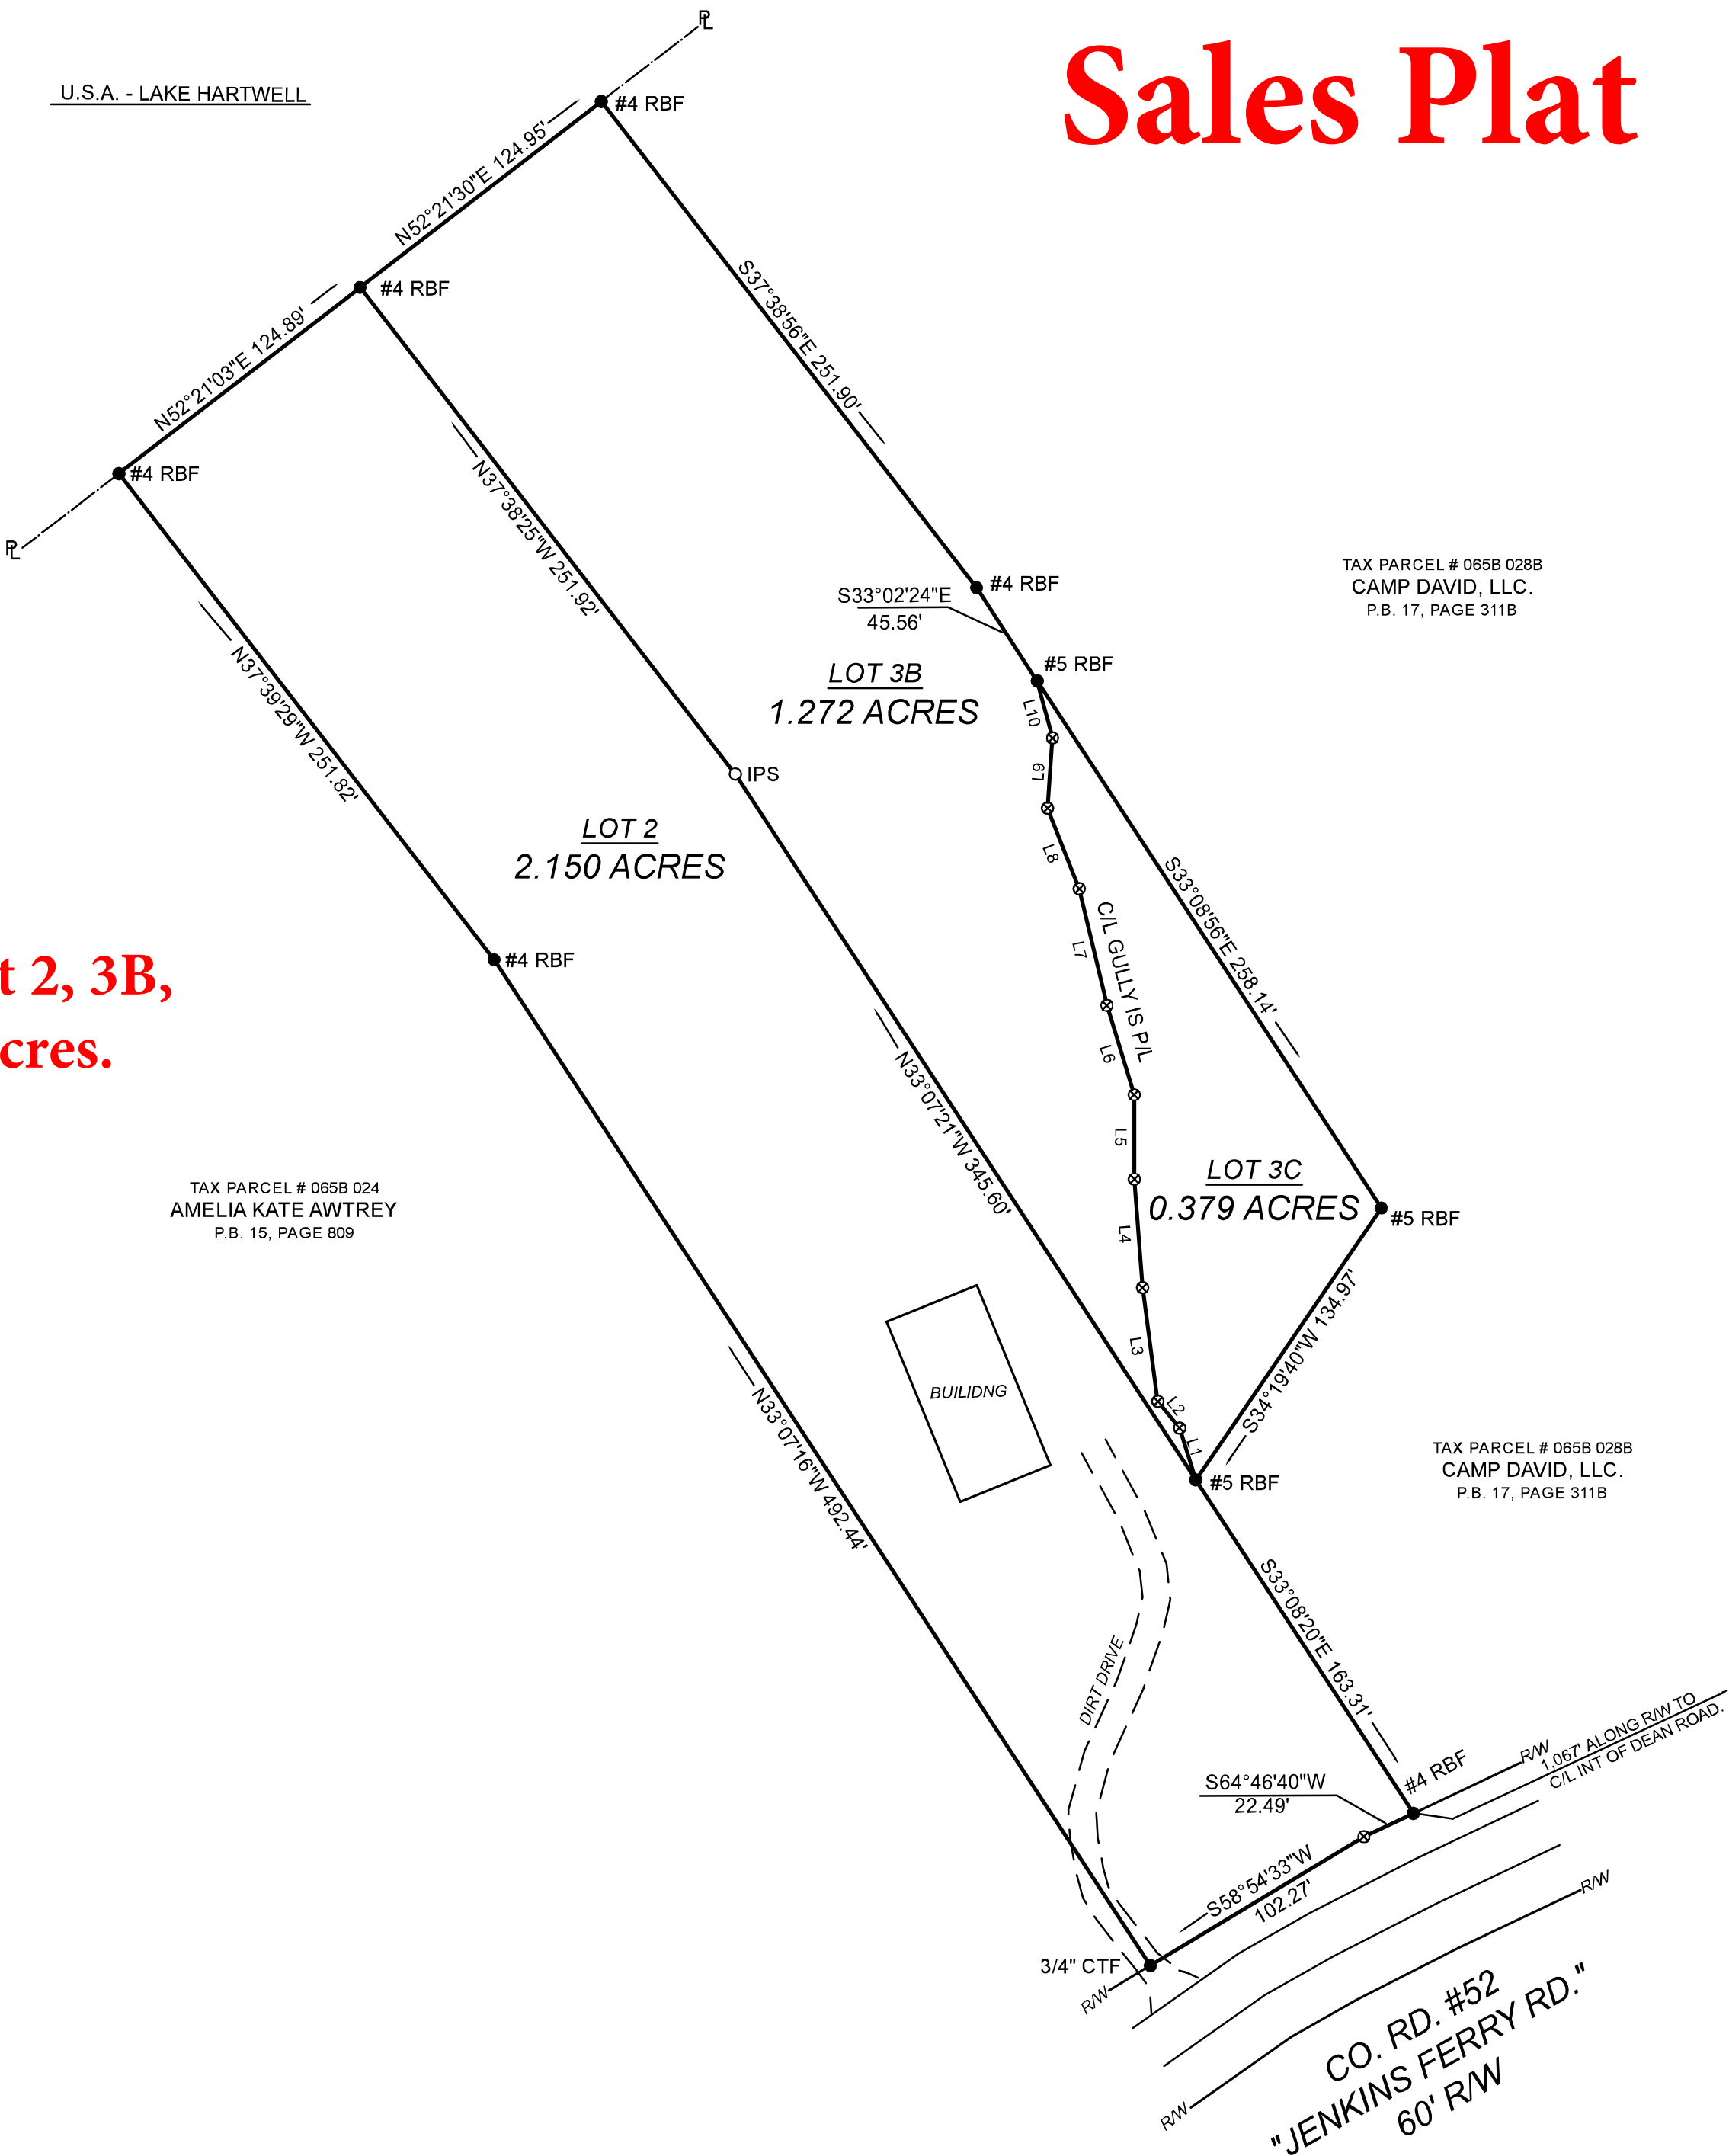 Sales Plat
U.S.A. - LAKE HARTWELL
PL
#4 RBF
N52°21'30"E 124.95'
#4 RBF
N52°21'03"E 124.89'
#4 RBF
PL
S37°38'56"E 251.90'
N37°38'25"W 251.92'
N37°39'29"W 251.82'
#4 RBF
S33°02'24"E
45.56'
#5 RBF
TAX PARCEL # 065B 028B
CAMP DAVID, LLC.
P.B. 17, PAGE 311B
LOT 3B
1.272 ACRES
L10
L9
IPS
LOT 2
2.150 ACRES
L8
L7
C/L GULLY IS P/L
S33°08'56"E 258.14'
#4 RBF
t 2, 3B,
cres.
L6
N33°07'21"W 345.60'
L5
LOT 3C
0.379 ACRES
TAX PARCEL # 065B 024
AMELIA KATE AWTREY
P.B. 15, PAGE 809
#5 RBF
L4
L3
S34°19'40"W 134.97'
BUILIDNG
L2
L1
#5 RBF
TAX PARCEL # 065B 028B
CAMP DAVID, LLC.
P.B. 17, PAGE 311B
N33°07'16"W 492.44'
S33°08'20"E 163.31'
DIRT DRIVE
#4 RBF
R/W
1,067' ALONG R/W TO
C/L INT OF DEAN ROAD.
S64°46'40"W
22.49'
S58°54'33"W
102.27'
R/W
3/4" CTF
R/W
R/W
CO. RD. #52
"JENKINS FERRY RD."
60' R/W